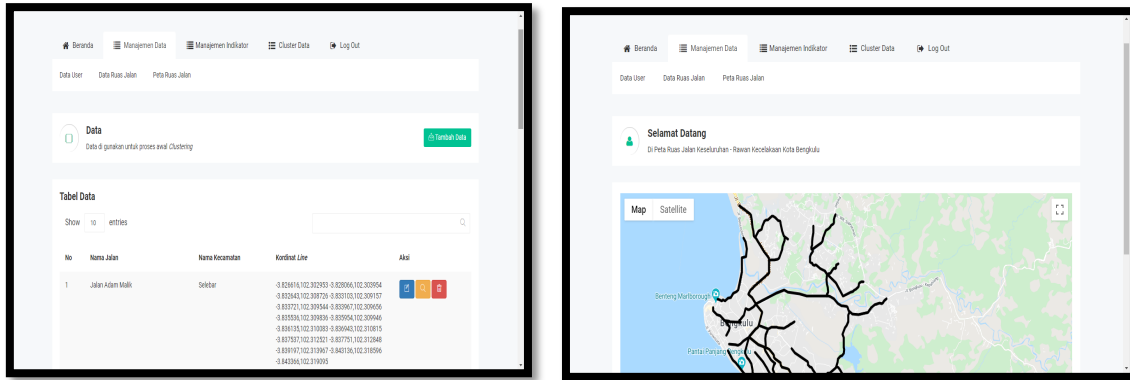 Beranda Manajemen Data Manajemen Indikator Cluster Data Log Out
Data User Data Ruas Jalan Peta Ruas Jalan
Data
Data di gunakan untuk proses awal Clustering
Tambah Data
Tabel Data
Show 10 entries
No Nama Jalan Nama Kecamatan Kordinat Line Aksi
1 Jalan Adam Malik Selebar -3.826616,102.302953 -3.828066,102.303954
-3.832643,102.308726 -3.833103,102.309157
-3.833721,102.309544 -3.833967,102.309656
-3.835536,102.309836 -3.835954,102.309946
-3.836135,102.310083 -3.836943,102.310815
-3.837537,102.312521 -3.837751,102.312848
-3.839197,102.313967 -3.843136,102.318596
-3.843366,102.319095
Beranda Manajemen Data Manajemen Indikator Cluster Data Log Out
Data User Data Ruas Jalan Peta Ruas Jalan
Selamat Datang
Di Peta Ruas Jalan Keseluruhan - Rawan Kecelakaan Kota Bengkulu
Map Satellite
Benteng Marlborough
Bengkulu
Pantai Panjang Bengkulu